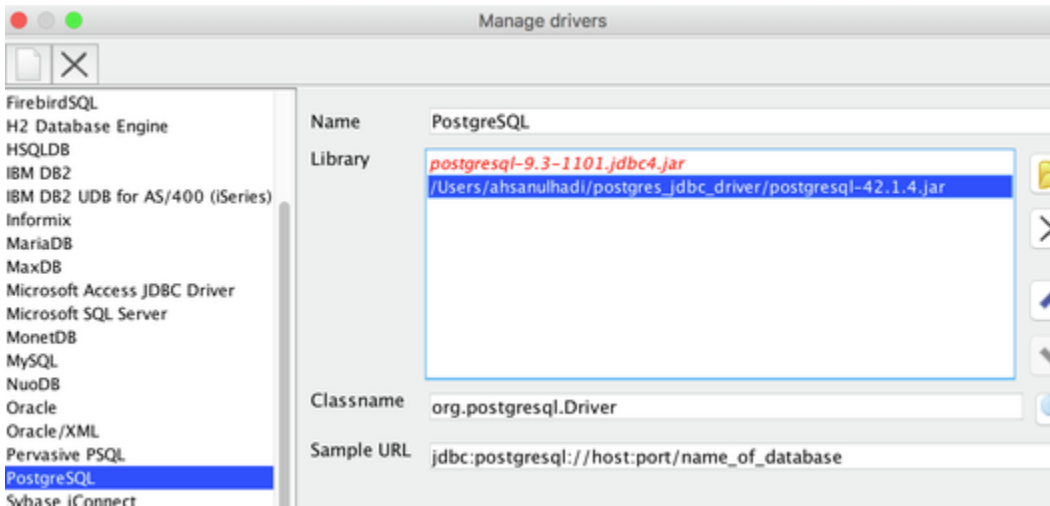 Manage drivers
FirebirdSQL
H2 Database Engine
HSQLDB
IBM DB2
IBM DB2 UDB for AS/400 (iSeries)
Informix
MariaDB
MaxDB
Microsoft Access JDBC Driver
Microsoft SQL Server
MonetDB
MySQL
NuoDB
Oracle
Oracle/XML
Pervasive PSQL
PostgreSQL
Sybase iConnect
Name PostgreSQL
Library postgresql-9.3-1101.jdbc4.jar
/Users/ahsanulhadi/postgres_jdbc_driver/postgresql-42.1.4.jar
Classname org.postgresql.Driver
Sample URL jdbc:postgresql://host:port/name_of_database